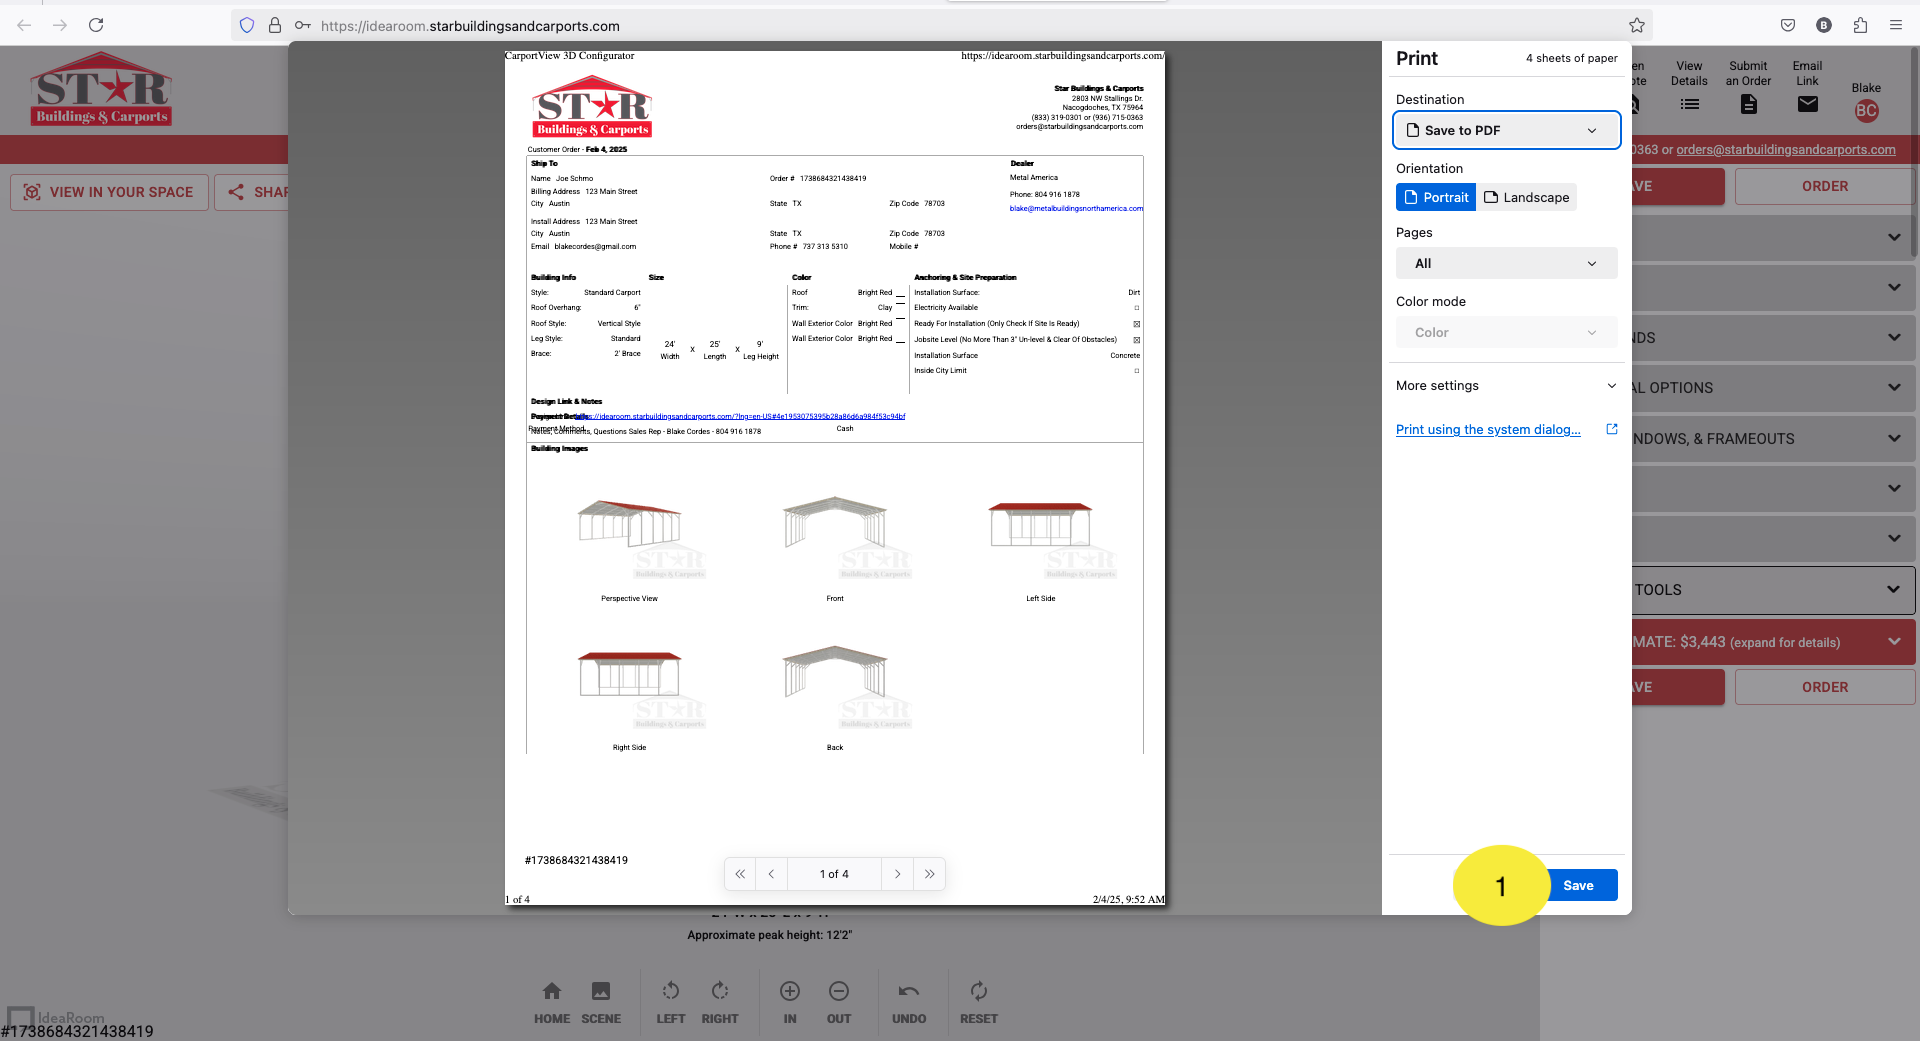 https://idearoom.starbuildingsandcarports.com
B
STAR
Buildings & Carports
View Details
Submit an Order
Email Link
Blake
BC
0363 or orders@starbuildingsandcarports.com
VIEW IN YOUR SPACE
SHAR
ORDER
NDS
AL OPTIONS
NDOWS, & FRAMEOUTS
TOOLS
MATE: $3,443 (expand for details)
ORDER
CarportView 3D Configurator
https://idearoom.starbuildingsandcarports.com/
STAR
Buildings & Carports
Star Buildings & Carports
2803 NW Stallings Dr.
Nacogdoches, TX 75964
(833) 319-0301 or (936) 715-0363
orders@starbuildingsandcarports.com
Customer Order - Feb 4, 2025
Ship To
Dealer
Name Joe Schmo
Order # 1738684321438419
Metal America
Billing Address 123 Main Street
Phone: 804 916 1878
City Austin State TX Zip Code 78703
blake@metalbuildingsnorthamerica.com
Install Address 123 Main Street
City Austin State TX Zip Code 78703
Email blakecordes@gmail.com Phone # 737 313 5310 Mobile #
Building Info
Size
Color
Anchoring & Site Preparation
Style: Standard Carport
Roof Overhang: 6"
Roof Style: Vertical Style
Leg Style: Standard
Brace: 2' Brace
24' x 25' x 9'
Width Length Leg Height
Roof Bright Red
Trim: Clay
Wall Exterior Color Bright Red
Wall Exterior Color Bright Red
Installation Surface: Dirt
Electricity Available
Ready For Installation (Only Check If Site Is Ready)
Jobsite Level (No More Than 3" Un-level & Clear Of Obstacles)
Installation Surface Concrete
Inside City Limit
Design Link & Notes
Payment Details
://idearoom.starbuildingsandcarports.com/?lng=en-US#4e1953075395b28a86d6a984f53c94bf
Payment Method Cash
Notes, Comments, Questions Sales Rep - Blake Cordes - 804 916 1878
Building Images
STAR
Buildings & Carports
STAR
Buildings & Carports
STAR
Buildings & Carports
Perspective View
Front
Left Side
STAR
Buildings & Carports
STAR
Buildings & Carports
Right Side
Back
#1738684321438419
1 of 4
1 of 4
2/4/25, 9:52 AM
Print
4 sheets of paper
Destination
Save to PDF
Orientation
Portrait
Landscape
Pages
All
Color mode
Color
More settings
Print using the system dialog...
1
Save
Approximate peak height: 12'2"
HOME
SCENE
LEFT
RIGHT
IN
OUT
UNDO
RESET
IdeaRoom
#1738684321438419